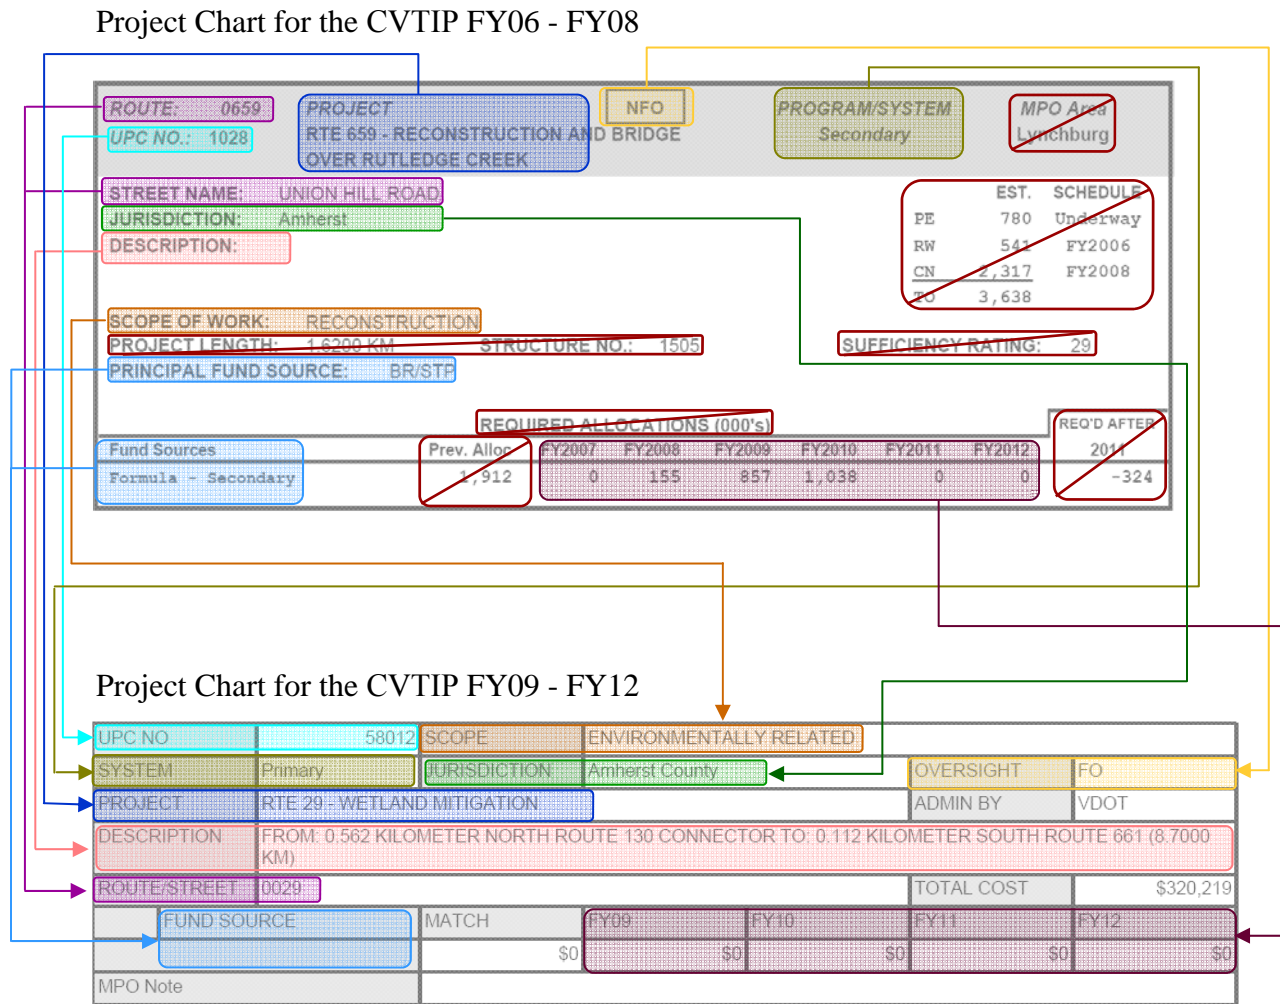 Project Chart for the CVTIP FY06 - FY08
ROUTE: 0659 PROJECT NFO PROGRAM/SYSTEM MPO Area
UPC NO.: 1028 RTE 659 - RECONSTRUCTION AND BRIDGE Secondary Lynchburg
OVER RUTLEDGE CREEK
STREET NAME: UNION HILL ROAD EST. SCHEDULE
JURISDICTION: Amherst PE 780 Underway
DESCRIPTION: RW 541 FY2006
CN 2,317 FY2008
TO 3,638
SCOPE OF WORK: RECONSTRUCTION
PROJECT LENGTH: 1.6200 KM STRUCTURE NO.: 1505 SUFFICIENCY RATING: 29
PRINCIPAL FUND SOURCE: BR/STP
REQUIRED ALLOCATIONS (000's) REQ'D AFTER
Fund Sources Prev. Alloc FY2007 FY2008 FY2009 FY2010 FY2011 FY2012 2011
Formula - Secondary 1,912 0 155 857 1,038 0 0 -324
Project Chart for the CVTIP FY09 - FY12
UPC NO 58012 SCOPE ENVIRONMENTALLY RELATED
SYSTEM Primary JURISDICTION Amherst County OVERSIGHT FO
PROJECT RTE 29 - WETLAND MITIGATION ADMIN BY VDOT
DESCRIPTION FROM: 0.562 KILOMETER NORTH ROUTE 130 CONNECTOR TO: 0.112 KILOMETER SOUTH ROUTE 661 (8.7000
KM)
ROUTE/STREET 0029 TOTAL COST $320,219
FUND SOURCE MATCH FY09 FY10 FY11 FY12
$0 $0 $0 $0 $0
MPO Note